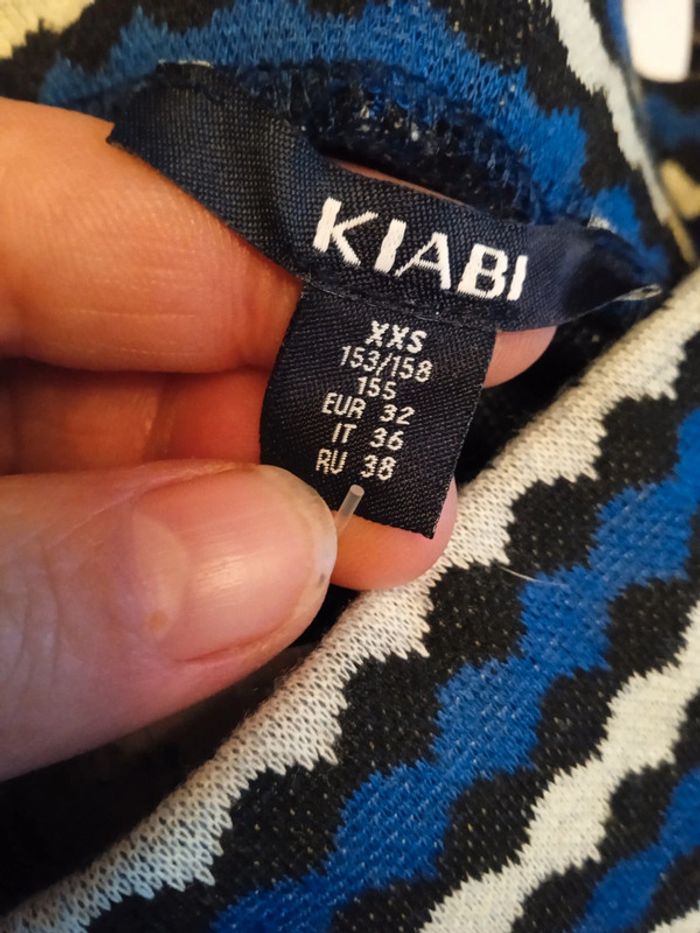 KIABI
XXS
153/158
155
EUR 32
IT 36
RU 38